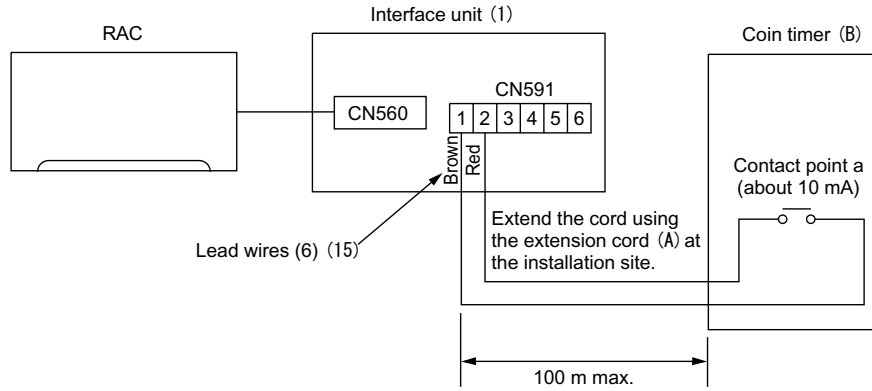 Interface unit (1)
RAC
Coin timer (B)
CN591
CN560
1 2 3 4 5 6
Brown
Red
Contact point a
(about 10 mA)
Extend the cord using
the extension cord (A) at
the installation site.
Lead wires (6) (15)
100 m max.